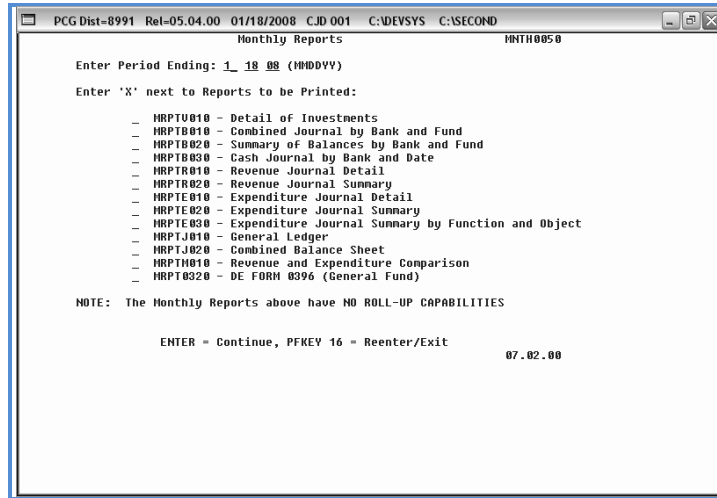 PCG Dist=8991 Rel=05.04.00 01/18/2008 CJD 001 C:\DEVSYS C:\SECOND
Monthly Reports MNTH0050
Enter Period Ending: 1_ 18 08 (MMDDYY)
Enter 'X' next to Reports to be Printed:
_ MRPTV010 - Detail of Investments
_ MRPTB010 - Combined Journal by Bank and Fund
_ MRPTB020 - Summary of Balances by Bank and Fund
_ MRPTB030 - Cash Journal by Bank and Date
_ MRPTR010 - Revenue Journal Detail
_ MRPTR020 - Revenue Journal Summary
_ MRPTE010 - Expenditure Journal Detail
_ MRPTE020 - Expenditure Journal Summary
_ MRPTE030 - Expenditure Journal Summary by Function and Object
_ MRPTJ010 - General Ledger
_ MRPTJ020 - Combined Balance Sheet
_ MRPTM010 - Revenue and Expenditure Comparison
_ MRPT0320 - DE FORM 0396 (General Fund)
NOTE: The Monthly Reports above have NO ROLL-UP CAPABILITIES
ENTER = Continue, PFKEY 16 = Reenter/Exit
07.02.00